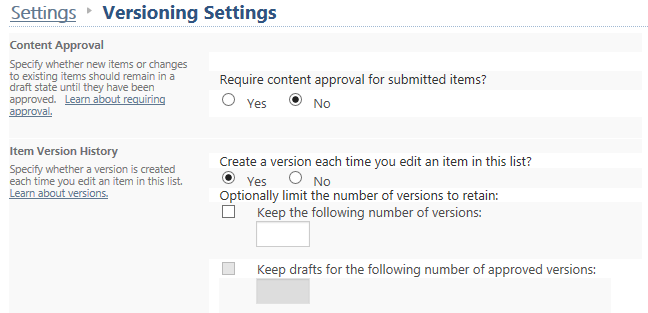 Settings ▸ Versioning Settings
Content Approval
Specify whether new items or changes
to existing items should remain in a
draft state until they have been
approved. Learn about requiring
approval.
Require content approval for submitted items?
Yes No
Item Version History
Specify whether a version is created
each time you edit an item in this list.
Learn about versions.
Create a version each time you edit an item in this list?
Yes No
Optionally limit the number of versions to retain:
Keep the following number of versions:
Keep drafts for the following number of approved versions: